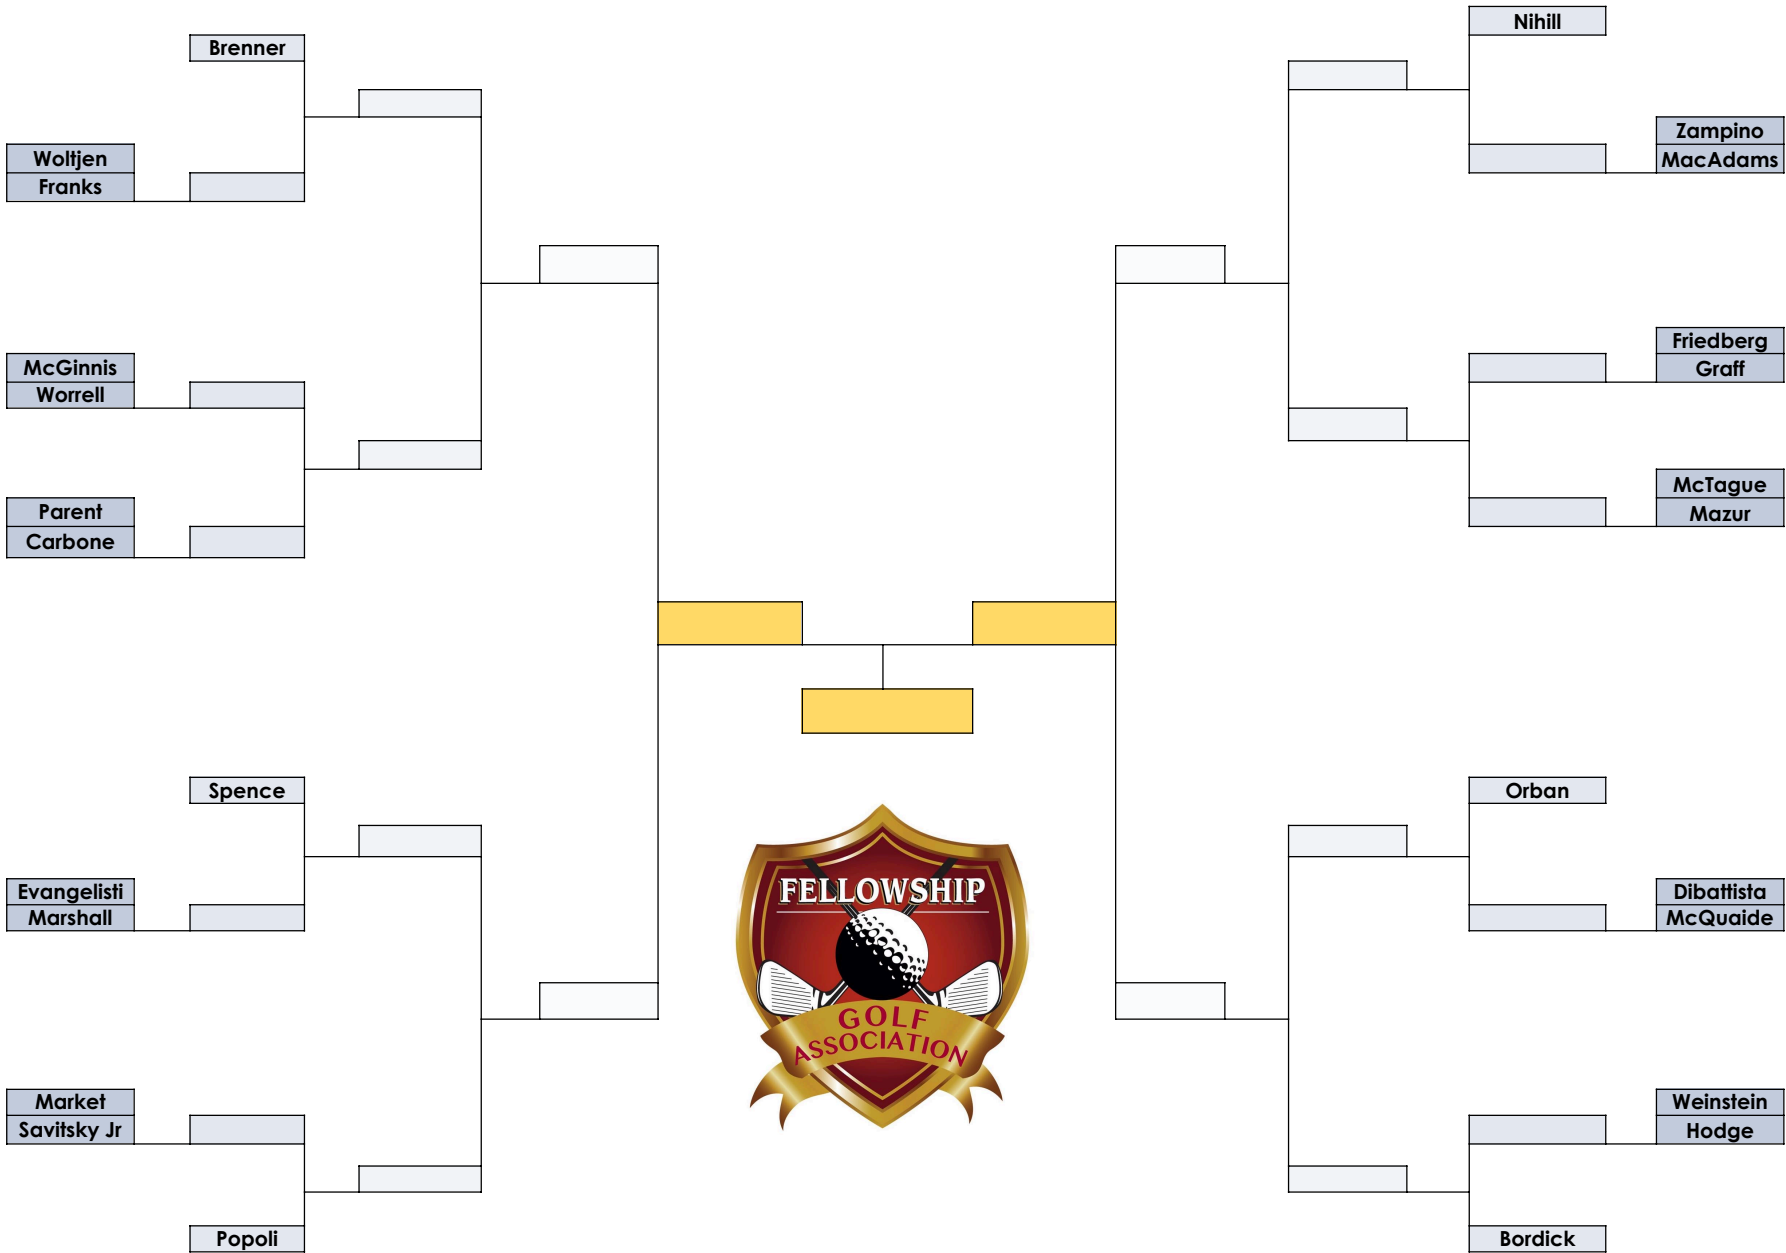 Brenner
Woltjen
Franks
McGinnis
Worrell
Parent
Carbone
Spence
Evangelisti
Marshall
Market
Savitsky Jr
Popoli
FELLOWSHIP
GOLF
ASSOCIATION
Nihill
Zampino
MacAdams
Friedberg
Graff
McTague
Mazur
Orban
Dibattista
McQuaide
Weinstein
Hodge
Bordick